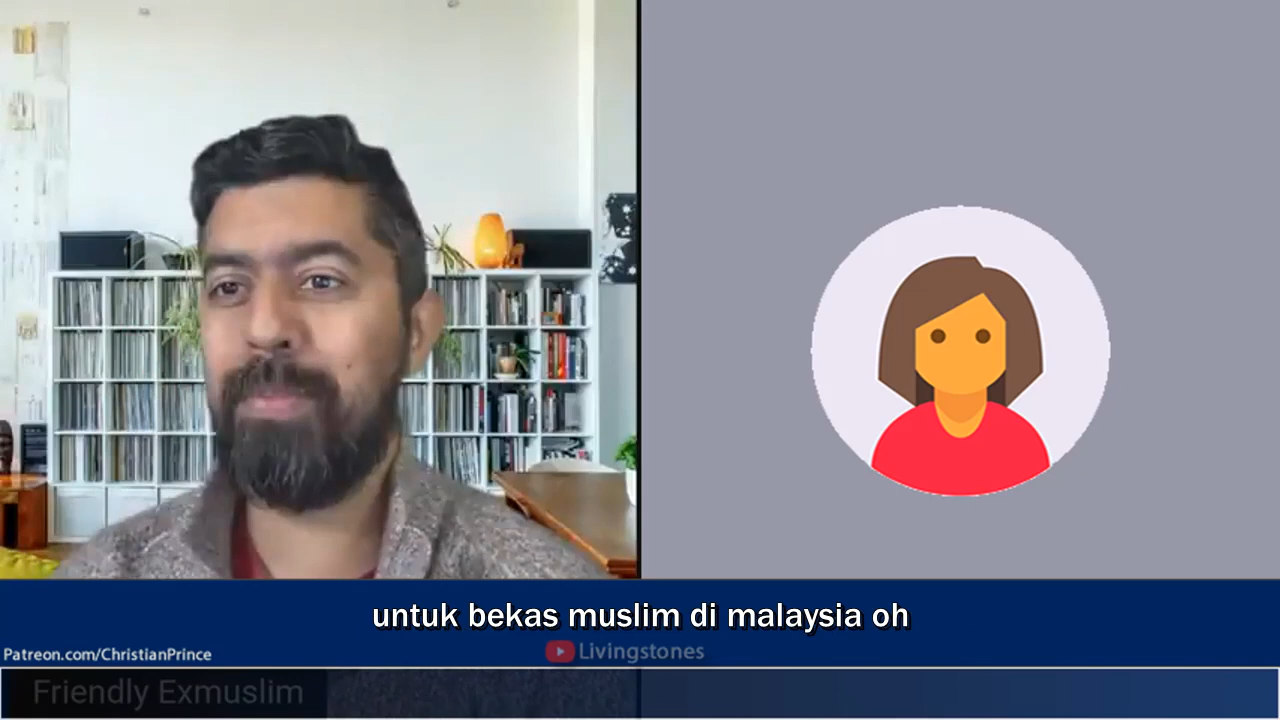 untuk bekas muslim di malaysia oh
Patreon.com/ChristianPrince
Livingstones
Friendly Exmuslim